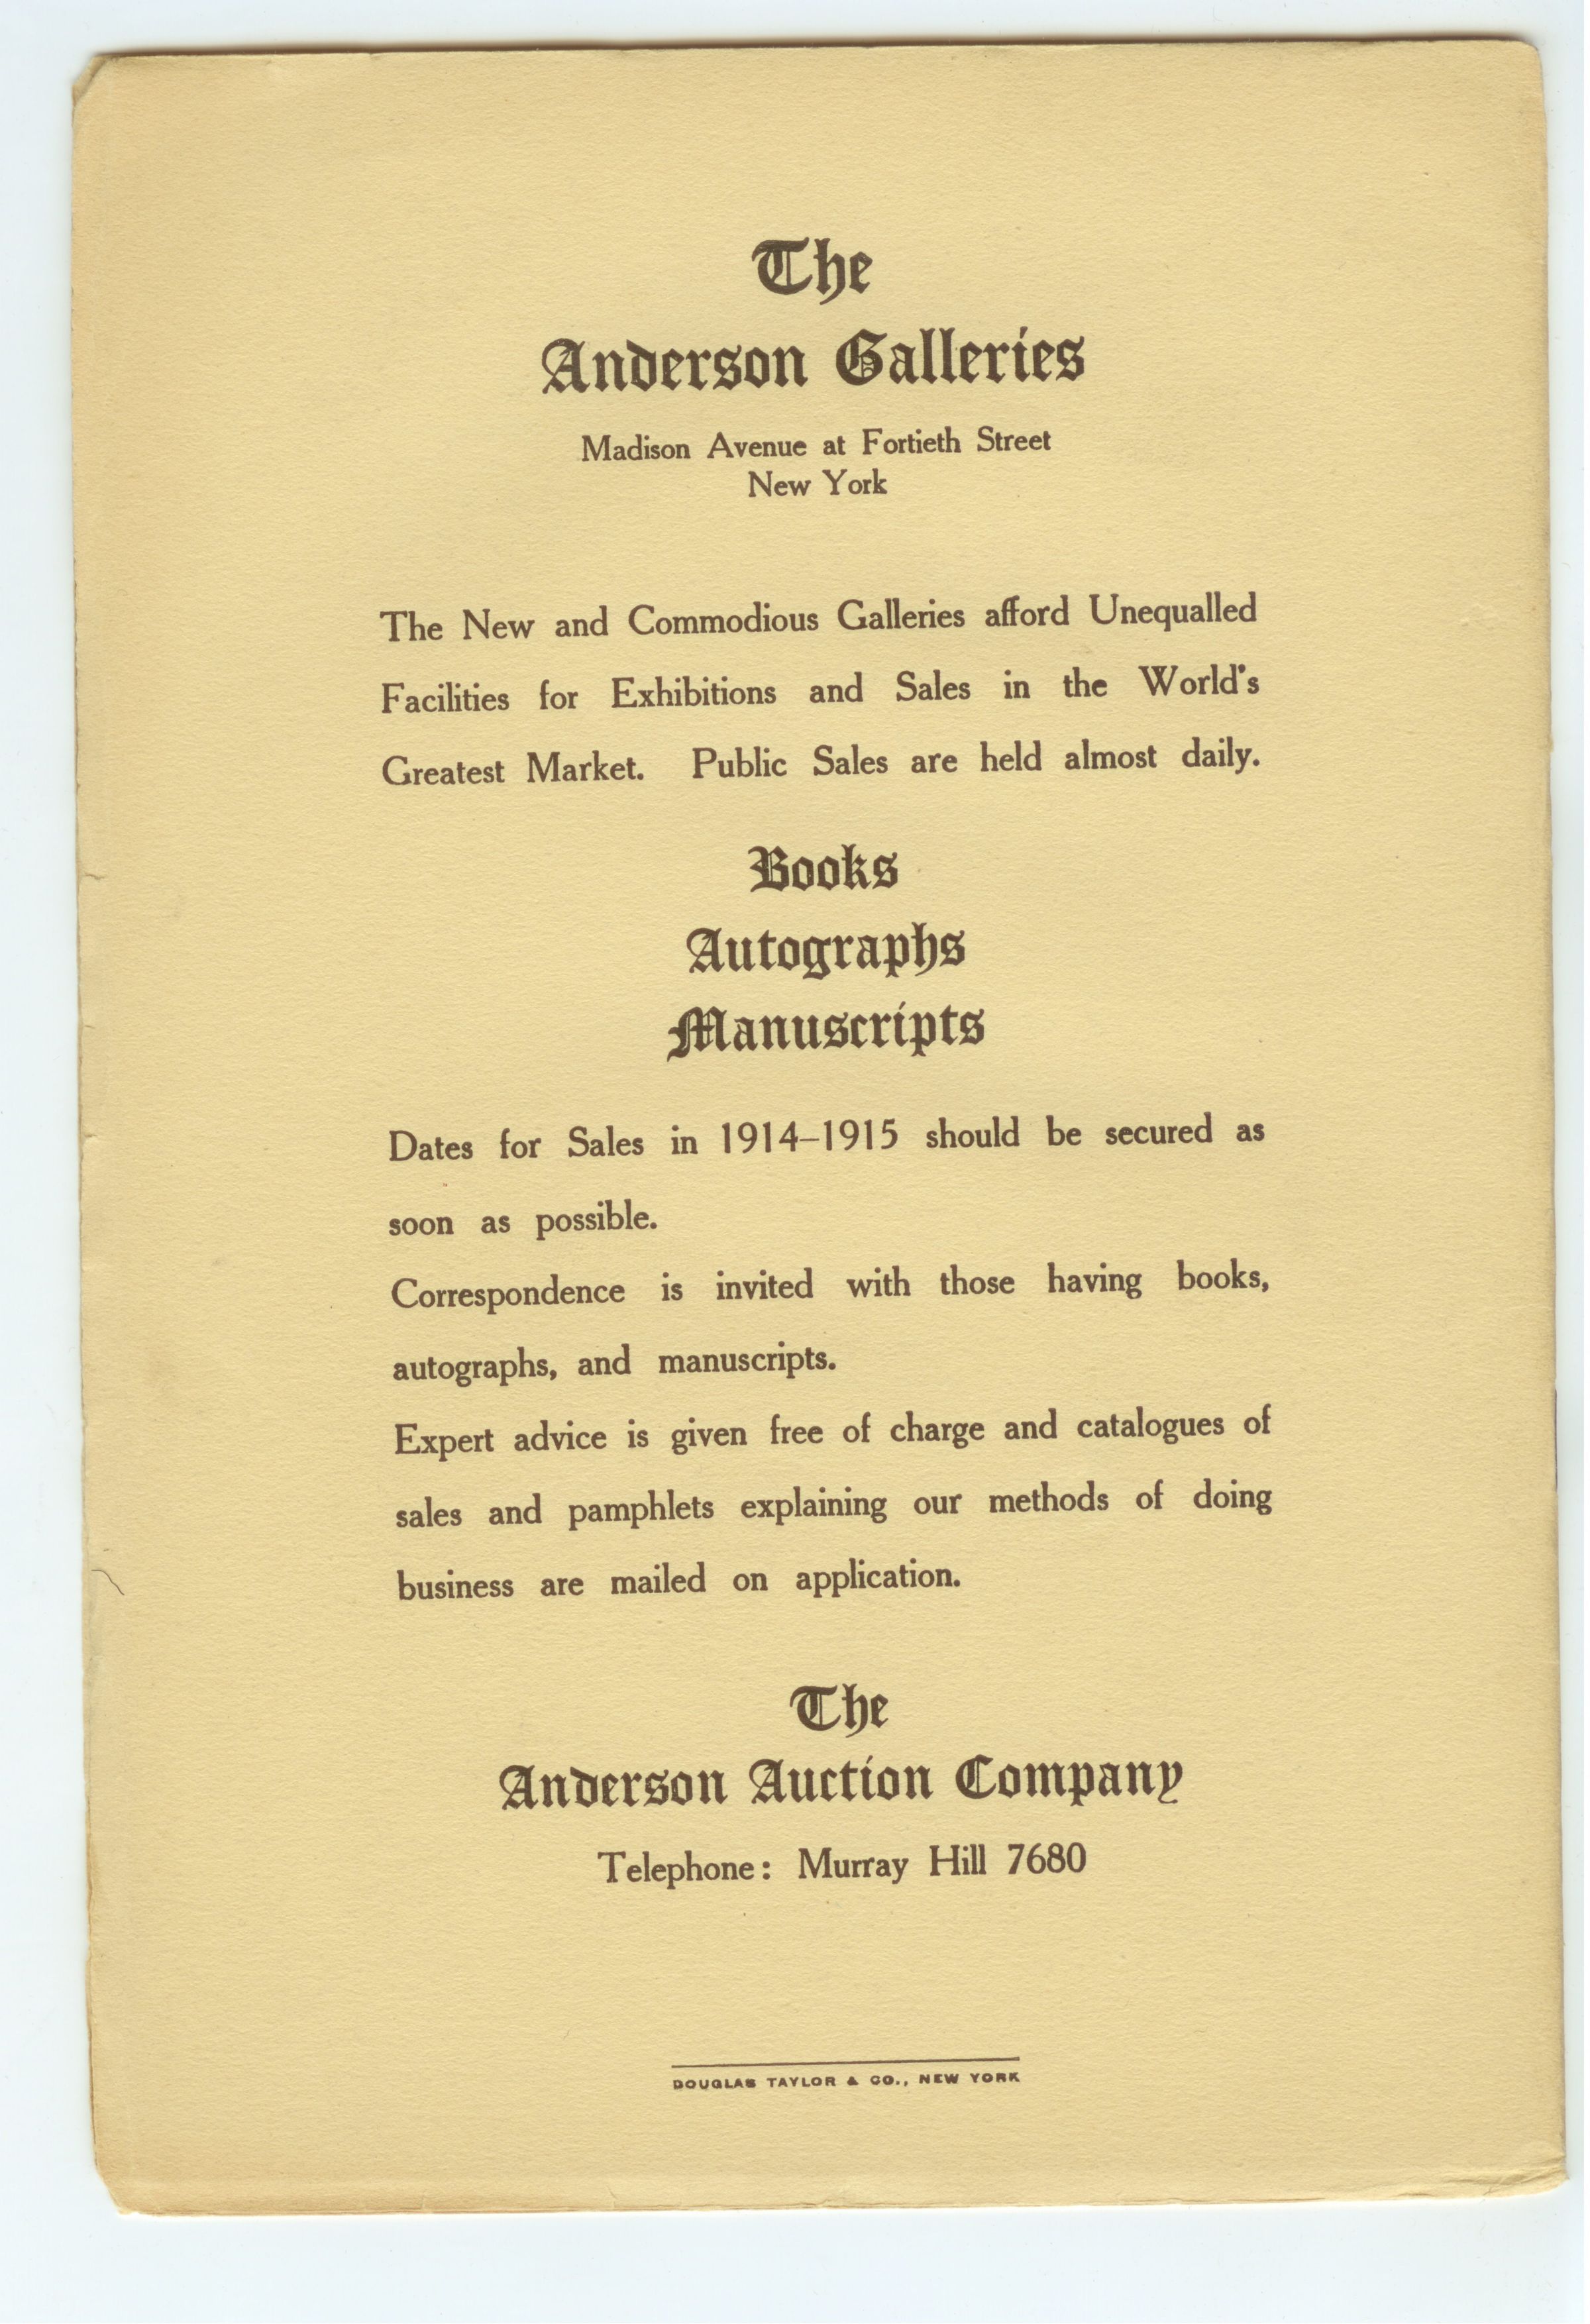 The
Anderson Galleries
Madison Avenue at Fortieth Street
New York
The New and Commodious Galleries afford Unequalled
Facilities for Exhibitions and Sales in the World's
Greatest Market. Public Sales are held almost daily.
Books
Autographs
Manuscripts
Dates for Sales in 1914–1915 should be secured as
soon as possible.
Correspondence is invited with those having books,
autographs, and manuscripts.
Expert advice is given free of charge and catalogues of
sales and pamphlets explaining our methods of doing
business are mailed on application.
The
Anderson Auction Company
Telephone: Murray Hill 7680
DOUGLAS TAYLOR & CO., NEW YORK